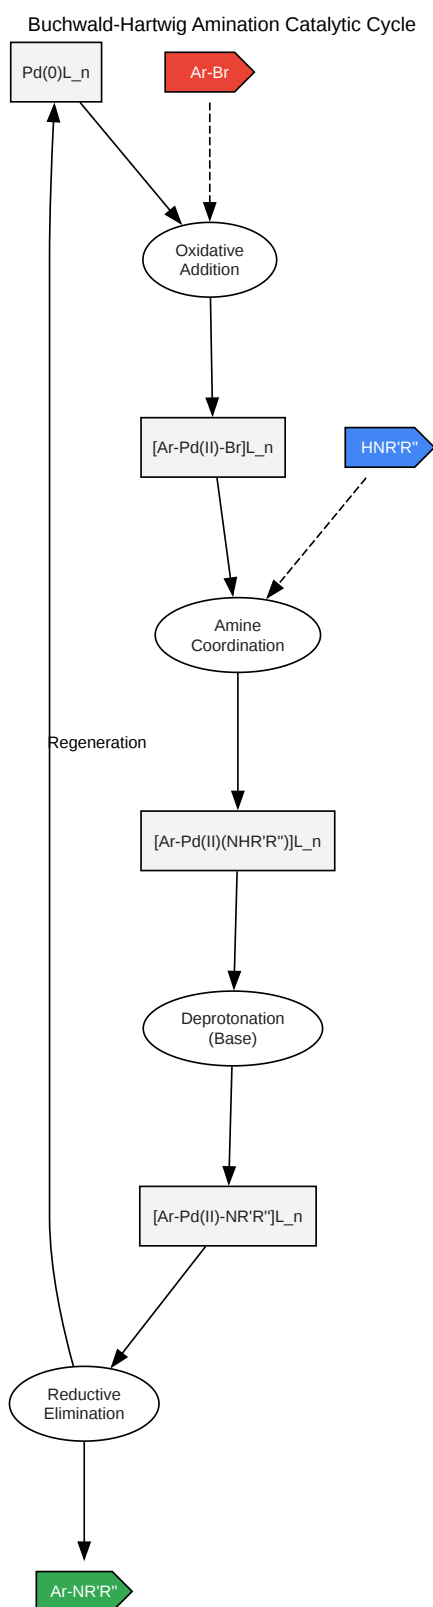 Buchwald-Hartwig Amination Catalytic Cycle
Pd(0)L_n
Ar-Br
Oxidative
Addition
[Ar-Pd(II)-Br]L_n
HNR'R"
Amine
Coordination
Regeneration
[Ar-Pd(II)(NHR'R")]L_n
Deprotonation
(Base)
[Ar-Pd(II)-NR'R"]L_n
Reductive
Elimination
Ar-NR'R"